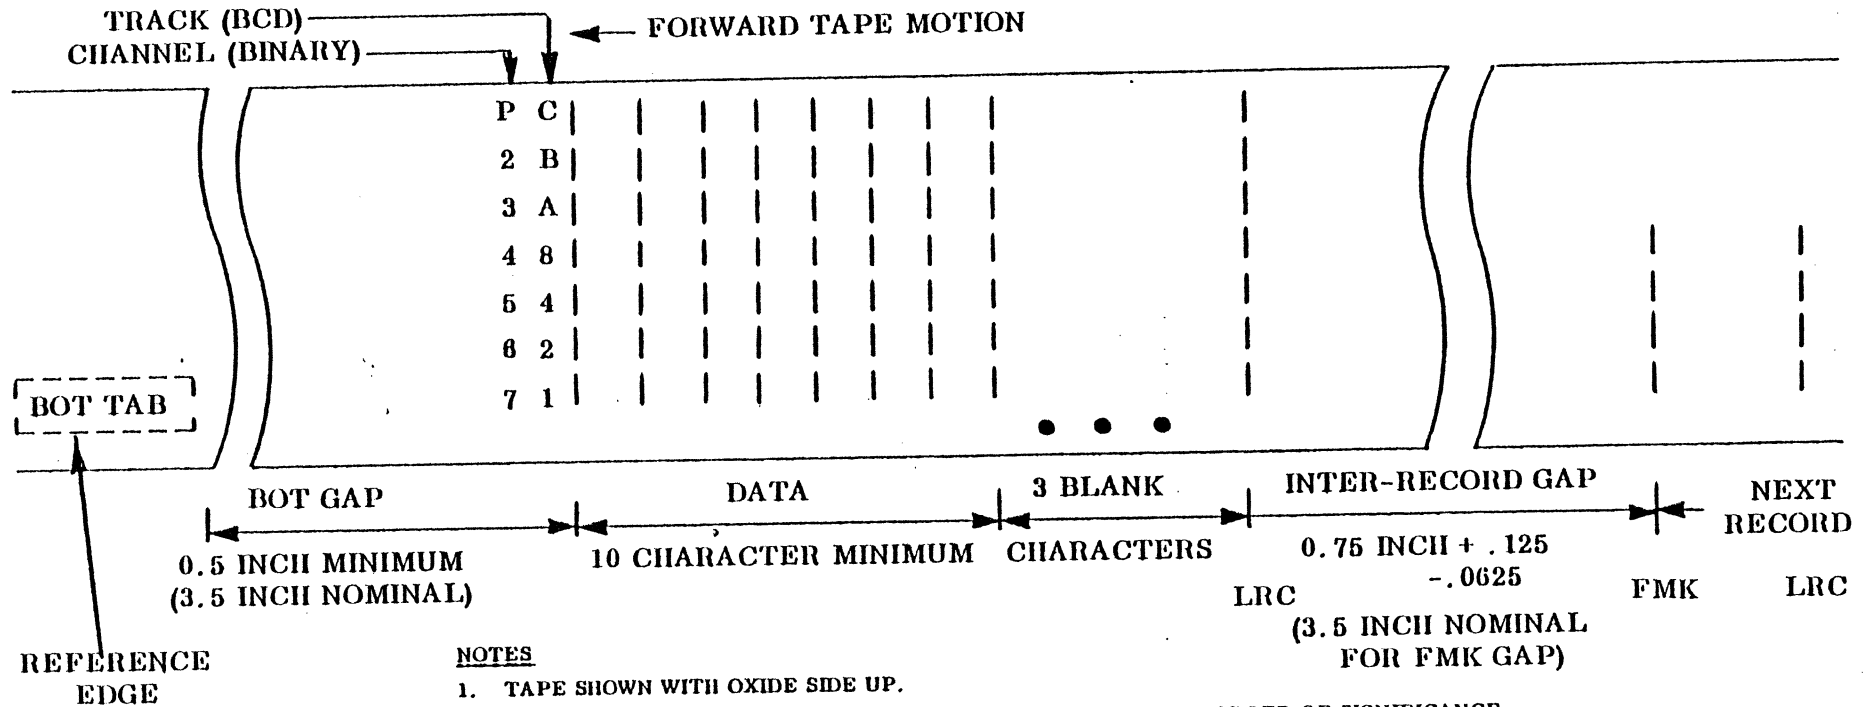 TRACK (BCD)
CHANNEL (BINARY)
FORWARD TAPE MOTION
P C
2 B
3 A
4 8
5 4
6 2
7 1
BOT TAB
BOT GAP
0.5 INCH MINIMUM
(3.5 INCH NOMINAL)
DATA
10 CHARACTER MINIMUM
3 BLANK
CHARACTERS
INTER-RECORD GAP
0.75 INCH + .125
-.0625
(3.5 INCH NOMINAL
FOR FMK GAP)
LRC
FMK
NEXT
RECORD
LRC
REFERENCE
EDGE
NOTES
1. TAPE SHOWN WITH OXIDE SIDE UP.
OF SIGNIFICANCE